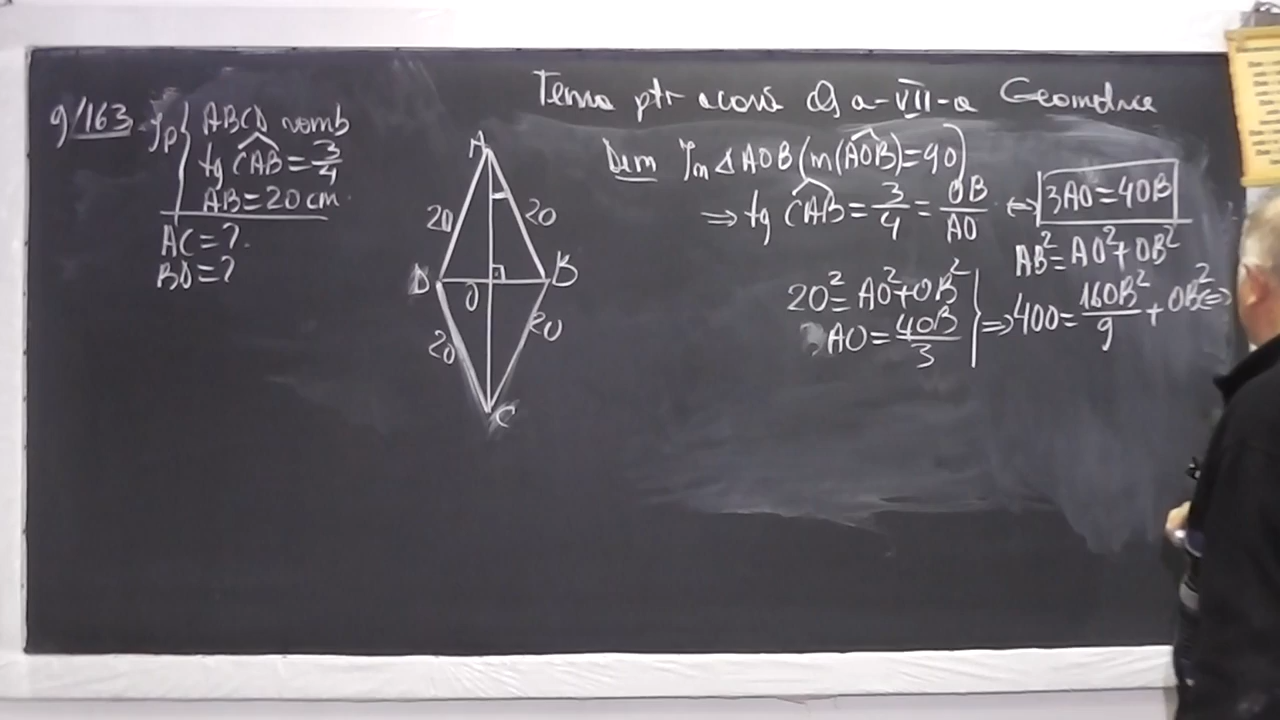 Tema ptr acasă cls a-VII-a Geometrie
9/163 Ip ABCD romb
tg CAB = 3/4
AB = 20 cm.
AC = ?
BD = ?
A
20 20
D B
O
20 20
C
Dem În △AOB (m(AOB) = 90)
⇒ tg CAB = 3/4 = OB/AO ⇔ 3AO = 4OB
AB² = AO² + OB²
20² = AO² + OB²
AO = 4OB/3
⇒ 400 = 16OB²/9 + OB² ⇔